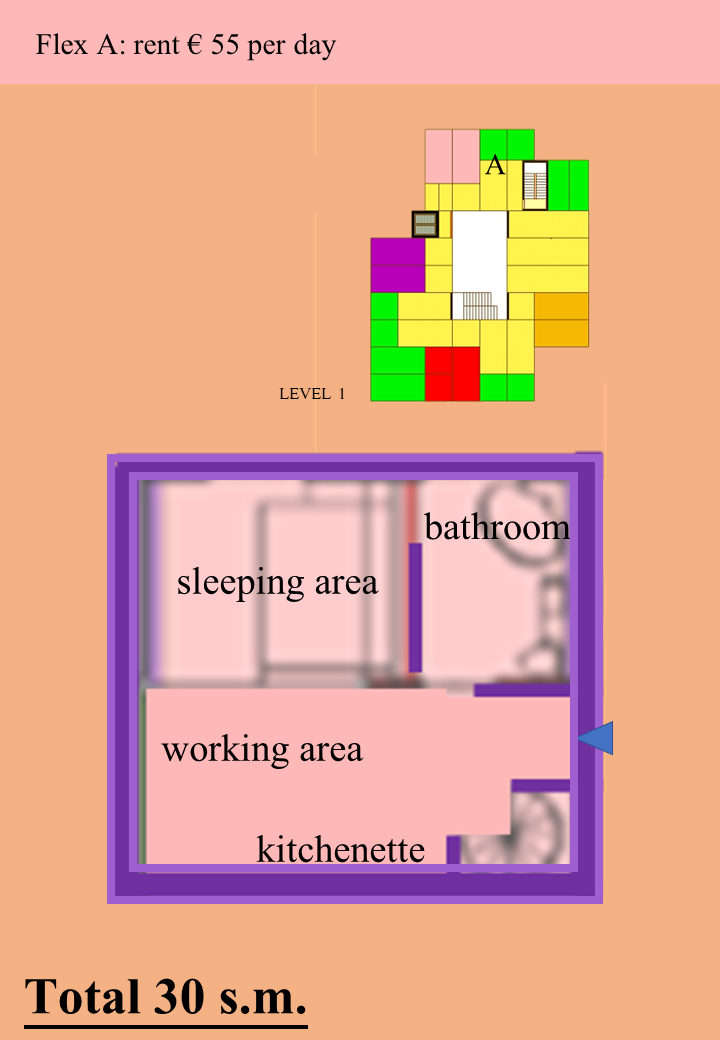 Flex A: rent € 55 per day
A
LEVEL 1
bathroom
sleeping area
working area
kitchenette
Total 30 s.m.